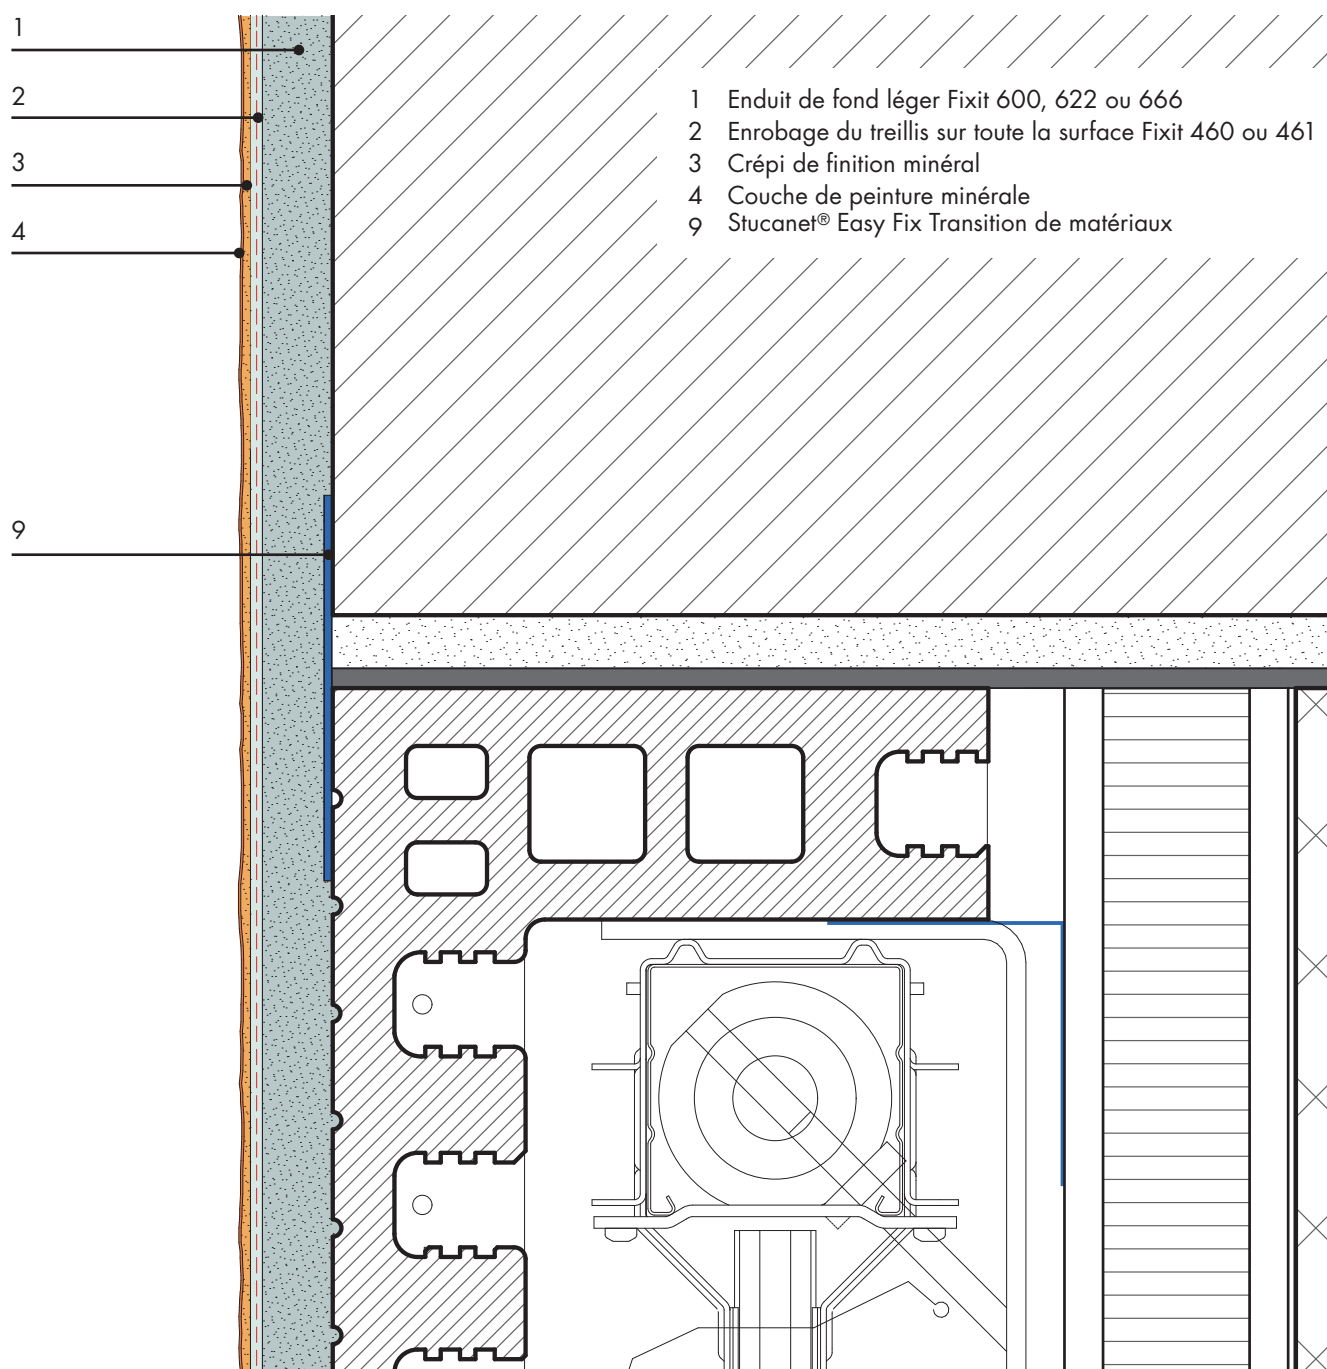 1
2
3
4
9
1 Enduit de fond léger Fixit 600, 622 ou 666
2 Enrobage du treillis sur toute la surface Fixit 460 ou 461
3 Crépi de finition minéral
4 Couche de peinture minérale
9 Stucanet® Easy Fix Transition de matériaux